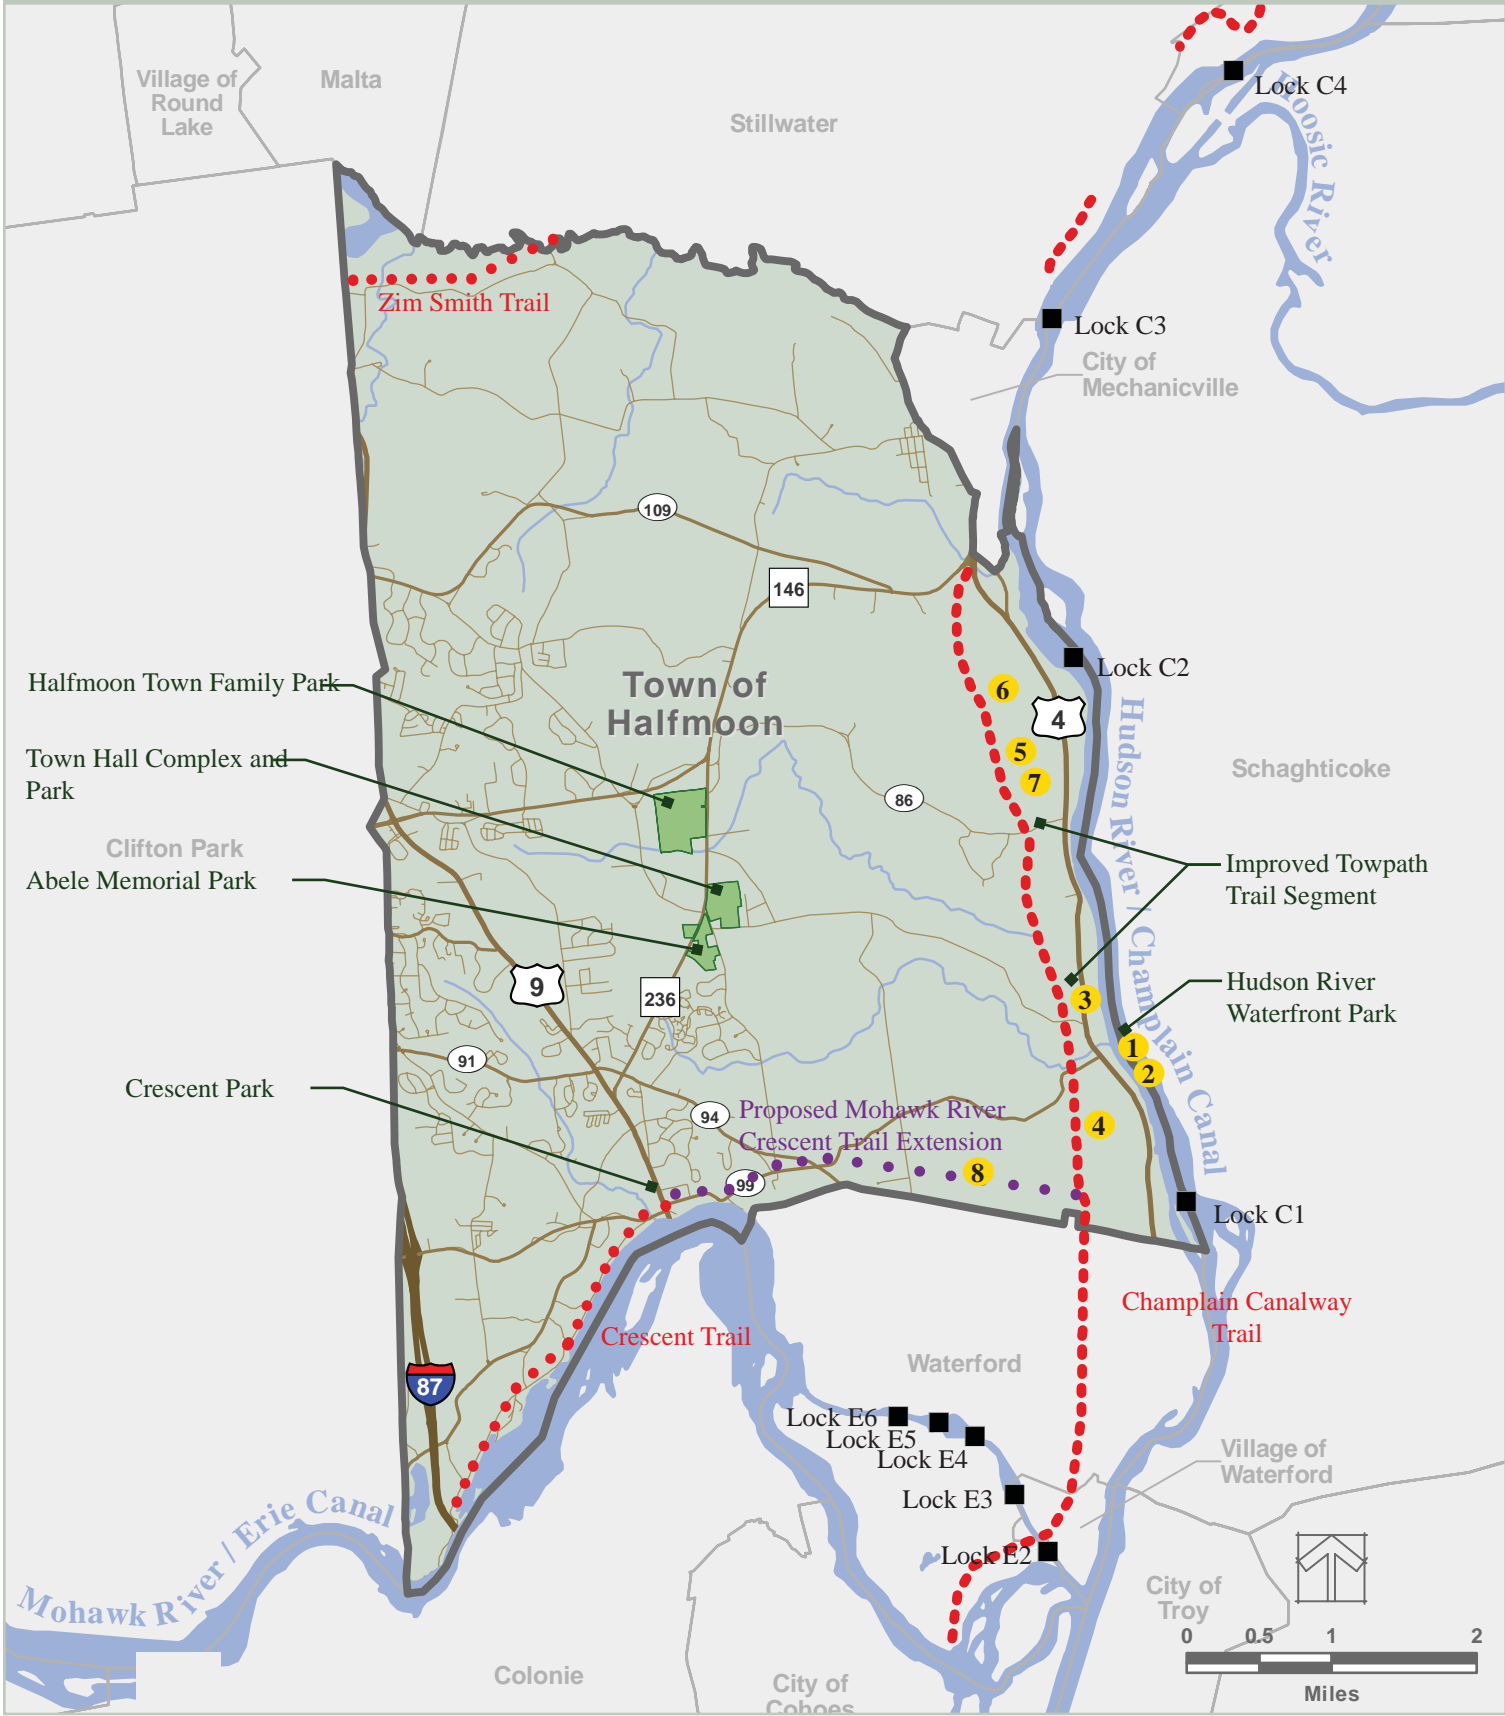 Village of
Round
Lake
Malta
Stillwater
Lock C4
Hoosic River
Zim Smith Trail
Lock C3
City of
Mechanicville
109
146
Lock C2
Halfmoon Town Family Park
Town of
Halfmoon
6
4
Hudson River / Champlain Canal
Town Hall Complex and
Park
5
7
86
Schaghticoke
Clifton Park
Abele Memorial Park
Improved Towpath
Trail Segment
9
236
3
Hudson River
Waterfront Park
1
2
91
Crescent Park
94
Proposed Mohawk River
Crescent Trail Extension
4
8
99
Lock C1
Champlain Canalway
Trail
Crescent Trail
Waterford
87
Lock E6
Lock E5
Lock E4
Village of
Waterford
Lock E3
Mohawk River / Erie Canal
Lock E2
City of
Troy
0 0.5 1 2
Miles
Colonie
City of
Cohoes